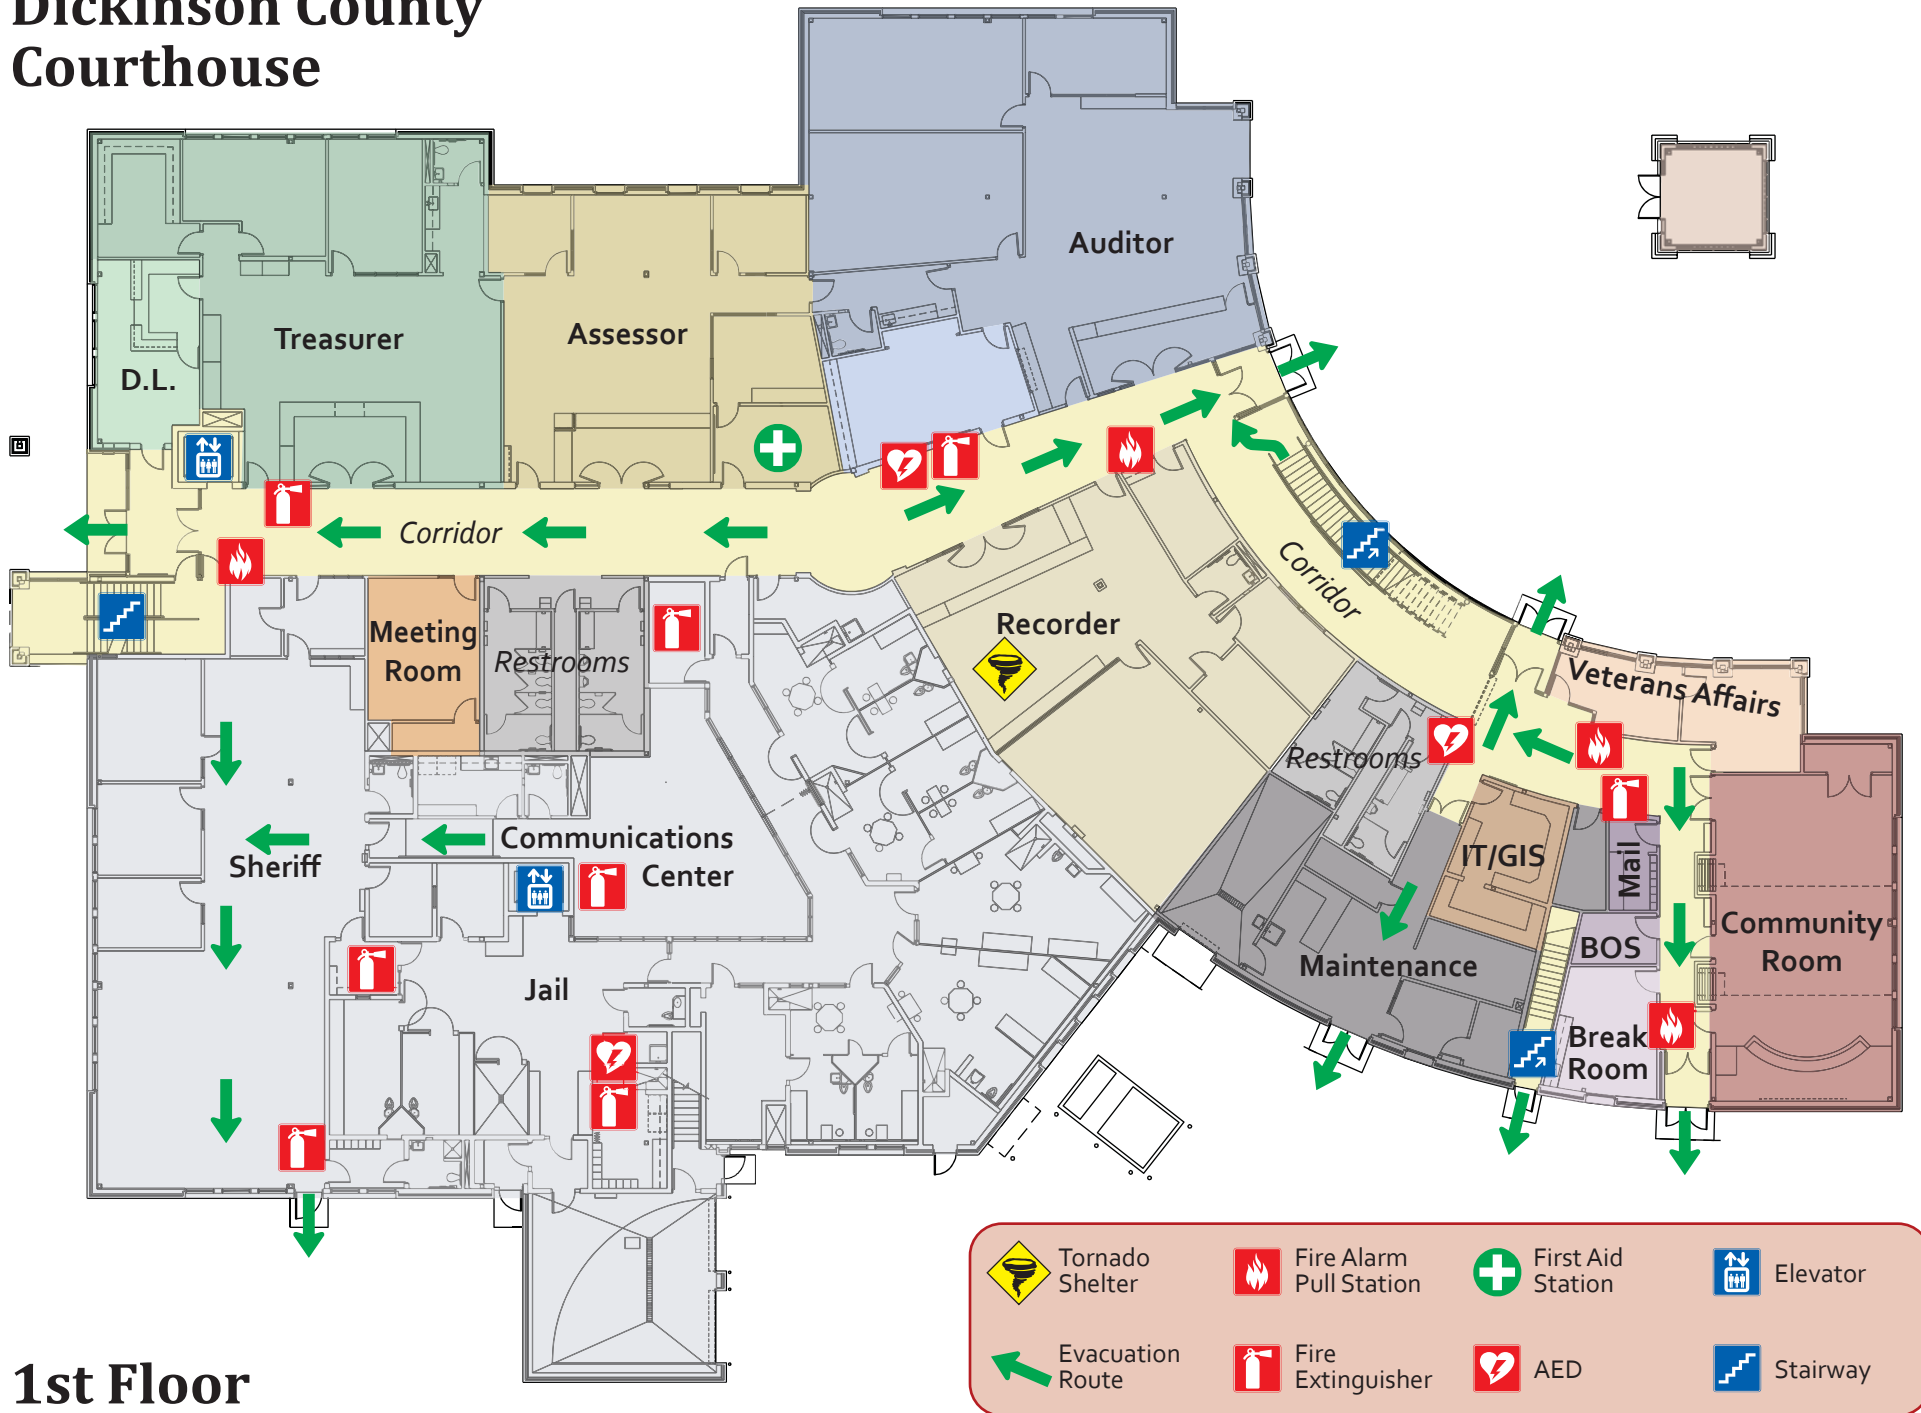 Dickinson County
Courthouse
Auditor
Treasurer
Assessor
D.L.
Corridor
Corridor
Meeting
Room
Restrooms
Recorder
Veterans Affairs
Restrooms
Communications
Center
Sheriff
IT/GIS
Mail
Community
Room
BOS
Maintenance
Jail
Break
Room
Tornado
Shelter
Fire Alarm
Pull Station
First Aid
Station
Elevator
Evacuation
Route
Fire
Extinguisher
AED
Stairway
1st Floor